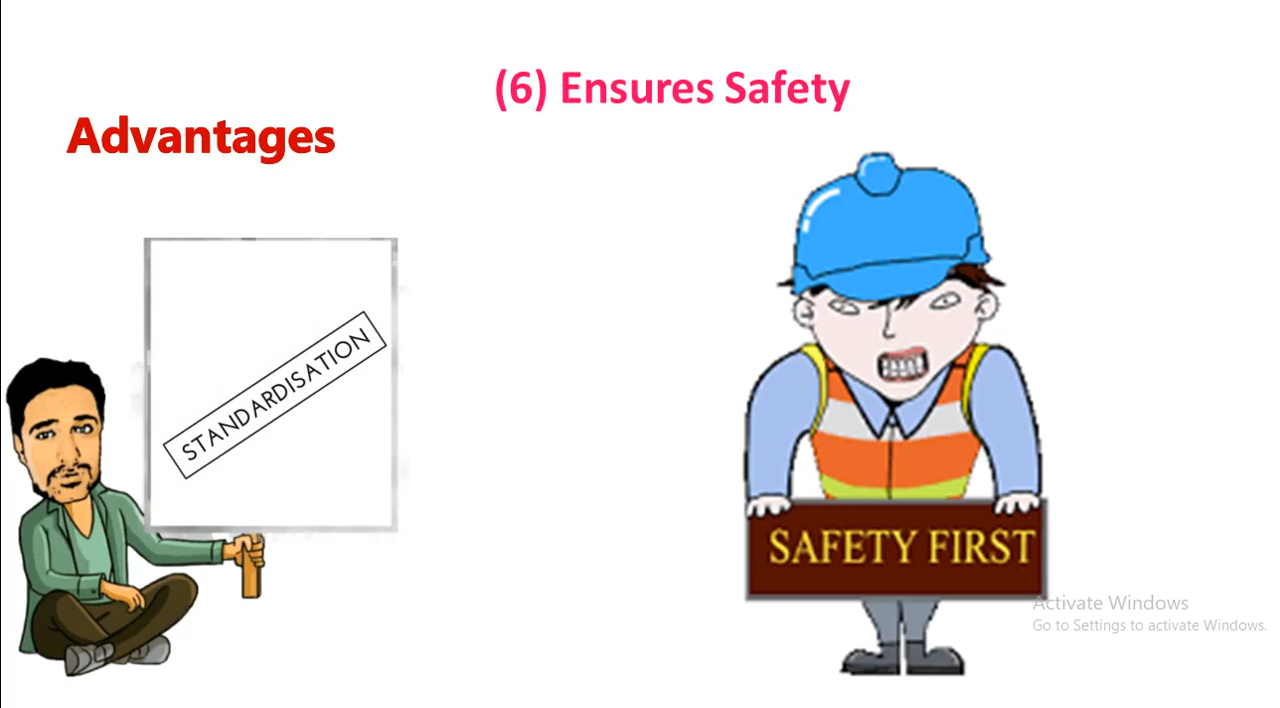 (6) Ensures Safety
Advantages
STANDARDISATION
SAFETY FIRST
Activate Windows
Go to Settings to activate Windows.